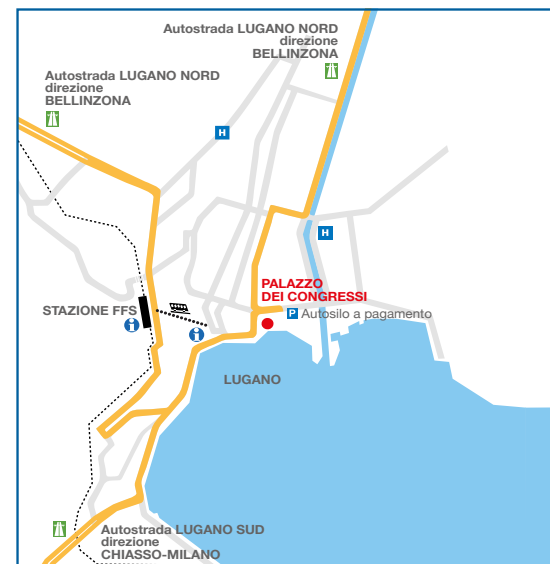 Autostrada LUGANO NORD
direzione
BELLINZONA
Autostrada LUGANO NORD
direzione
BELLINZONA
H
H
PALAZZO
DEI CONGRESSI
P Autosilo a pagamento
STAZIONE FFS
i
i
LUGANO
Autostrada LUGANO SUD
direzione
CHIASSO-MILANO